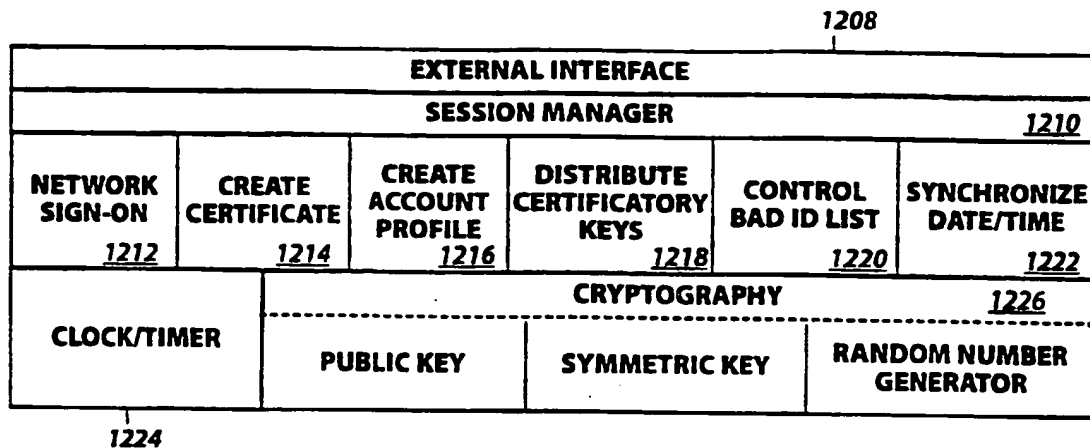 1208
EXTERNAL INTERFACE
SESSION MANAGER
1210
NETWORK
SIGN-ON
1212
CREATE
CERTIFICATE
1214
CREATE
ACCOUNT
PROFILE
1216
DISTRIBUTE
CERTIFICATORY
KEYS
1218
CONTROL
BAD ID LIST
1220
SYNCHRONIZE
DATE/TIME
1222
CLOCK/TIMER
CRYPTOGRAPHY
1226
PUBLIC KEY
SYMMETRIC KEY
RANDOM NUMBER
GENERATOR
1224